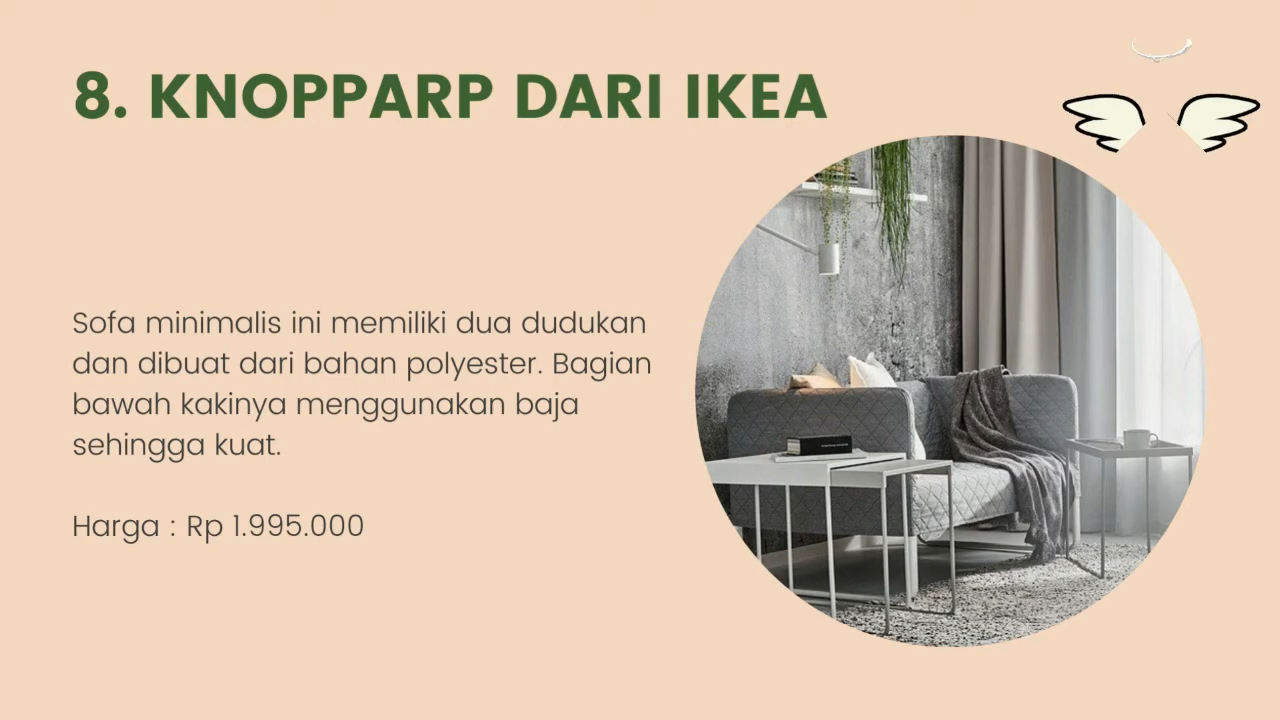 8. KNOPPARP DARI IKEA
Sofa minimalis ini memiliki dua dudukan
dan dibuat dari bahan polyester. Bagian
bawah kakinya menggunakan baja
sehingga kuat.
Harga : Rp 1.995.000